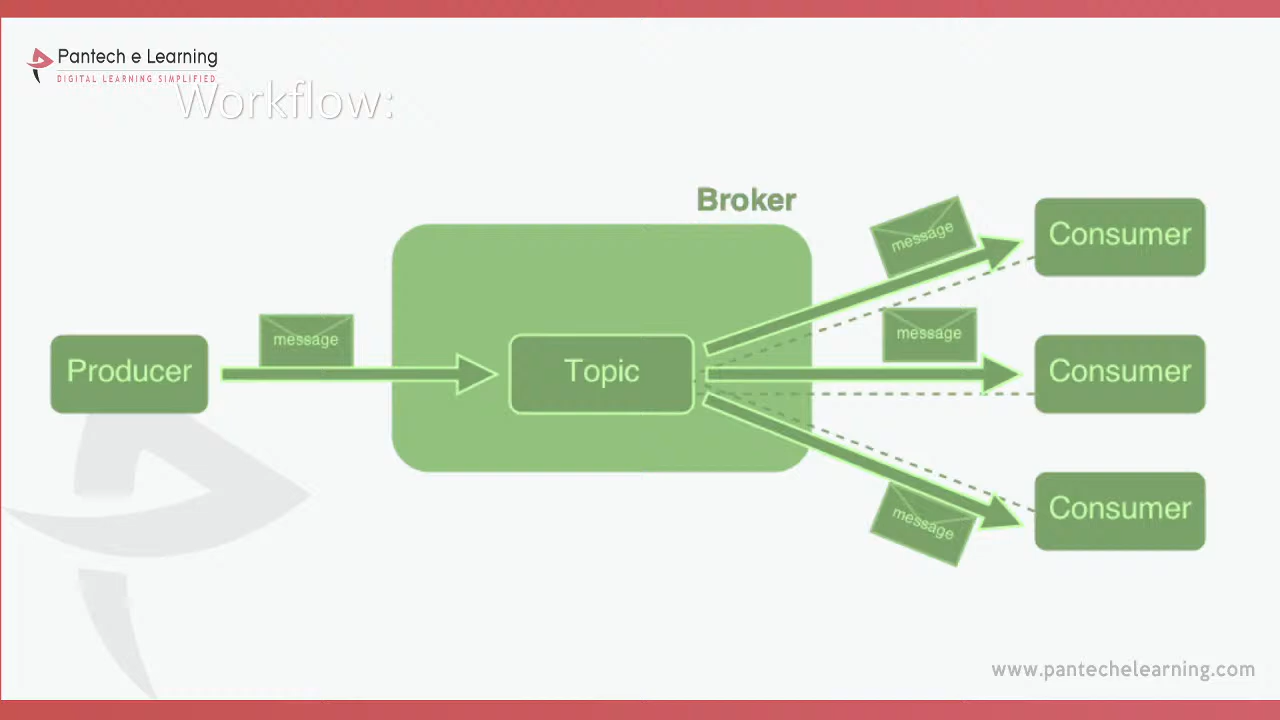 Pantech e Learning
DIGITAL LEARNING SIMPLIFIED
Workflow:
Broker
message
Consumer
message
message
Producer
Topic
Consumer
message
Consumer
www.pantechelearning.com